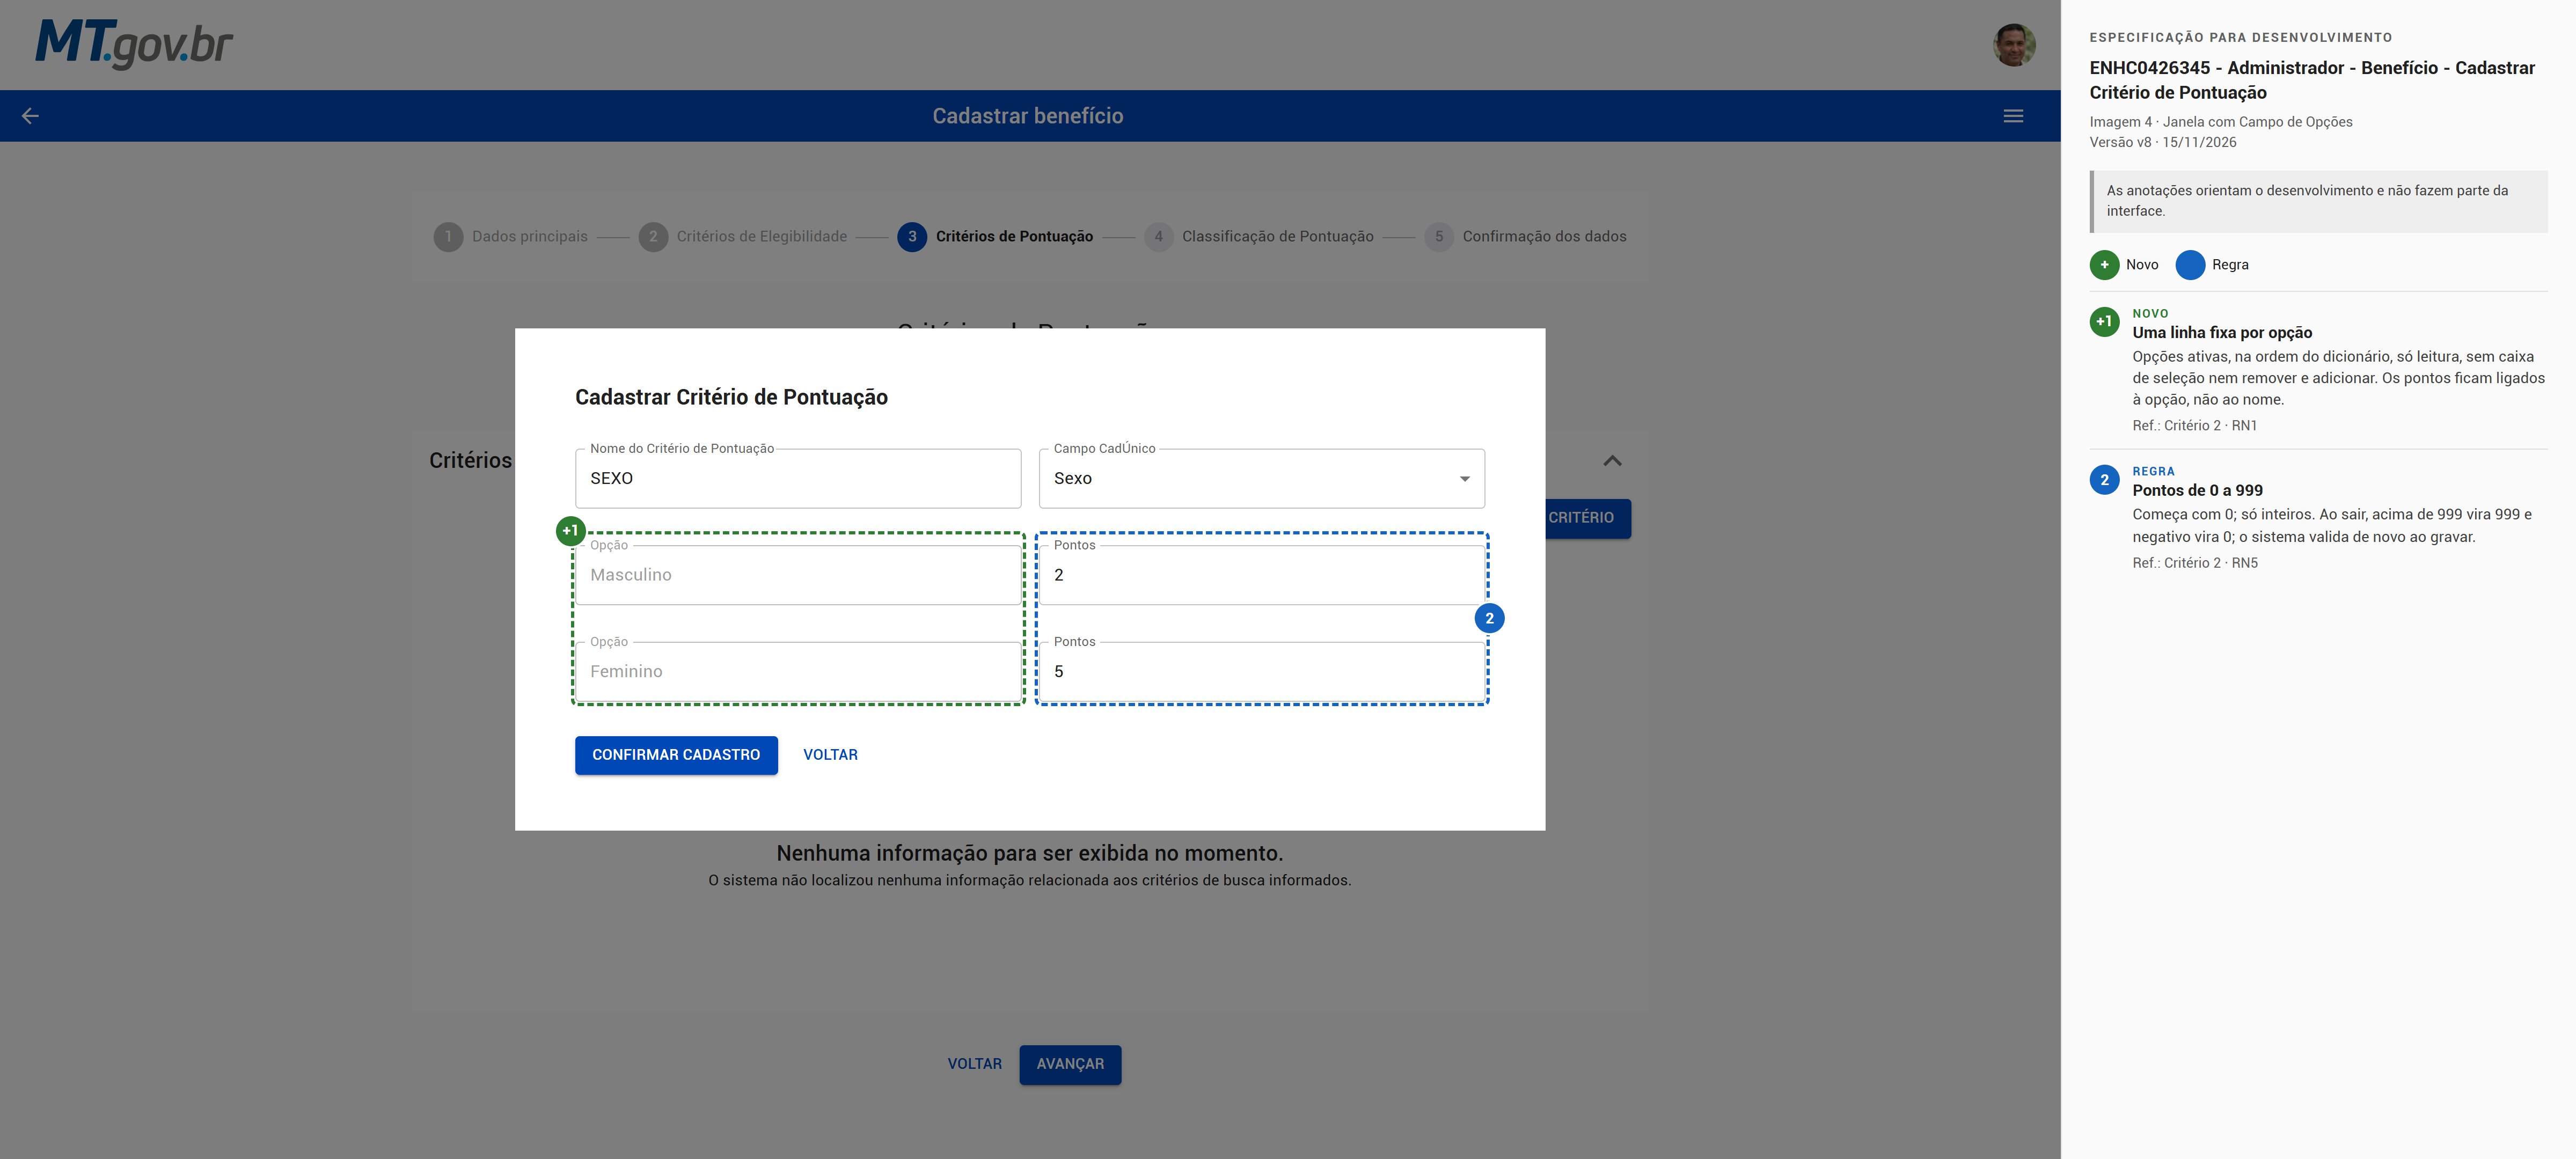 MT.gov.br
Cadastrar benefício
1 Dados principais
2 Critérios de Elegibilidade
3 Critérios de Pontuação
4 Classificação de Pontuação
5 Confirmação dos dados
Critérios
CRITÉRIO
Cadastrar Critério de Pontuação
Nome do Critério de Pontuação
SEXO
Campo CadÚnico
Sexo
+1
Opção
Masculino
Pontos
2
2
Opção
Feminino
Pontos
5
CONFIRMAR CADASTRO
VOLTAR
Nenhuma informação para ser exibida no momento.
O sistema não localizou nenhuma informação relacionada aos critérios de busca informados.
VOLTAR
AVANÇAR
ESPECIFICAÇÃO PARA DESENVOLVIMENTO
ENHC0426345 - Administrador - Benefício - Cadastrar
Critério de Pontuação
Imagem 4 · Janela com Campo de Opções
Versão v8 · 15/11/2026
As anotações orientam o desenvolvimento e não fazem parte da
interface.
+ Novo
Regra
+1
NOVO
Uma linha fixa por opção
Opções ativas, na ordem do dicionário, só leitura, sem caixa
de seleção nem remover e adicionar. Os pontos ficam ligados
à opção, não ao nome.
Ref.: Critério 2 · RN1
2
REGRA
Pontos de 0 a 999
Começa com 0; só inteiros. Ao sair, acima de 999 vira 999 e
negativo vira 0; o sistema valida de novo ao gravar.
Ref.: Critério 2 · RN5